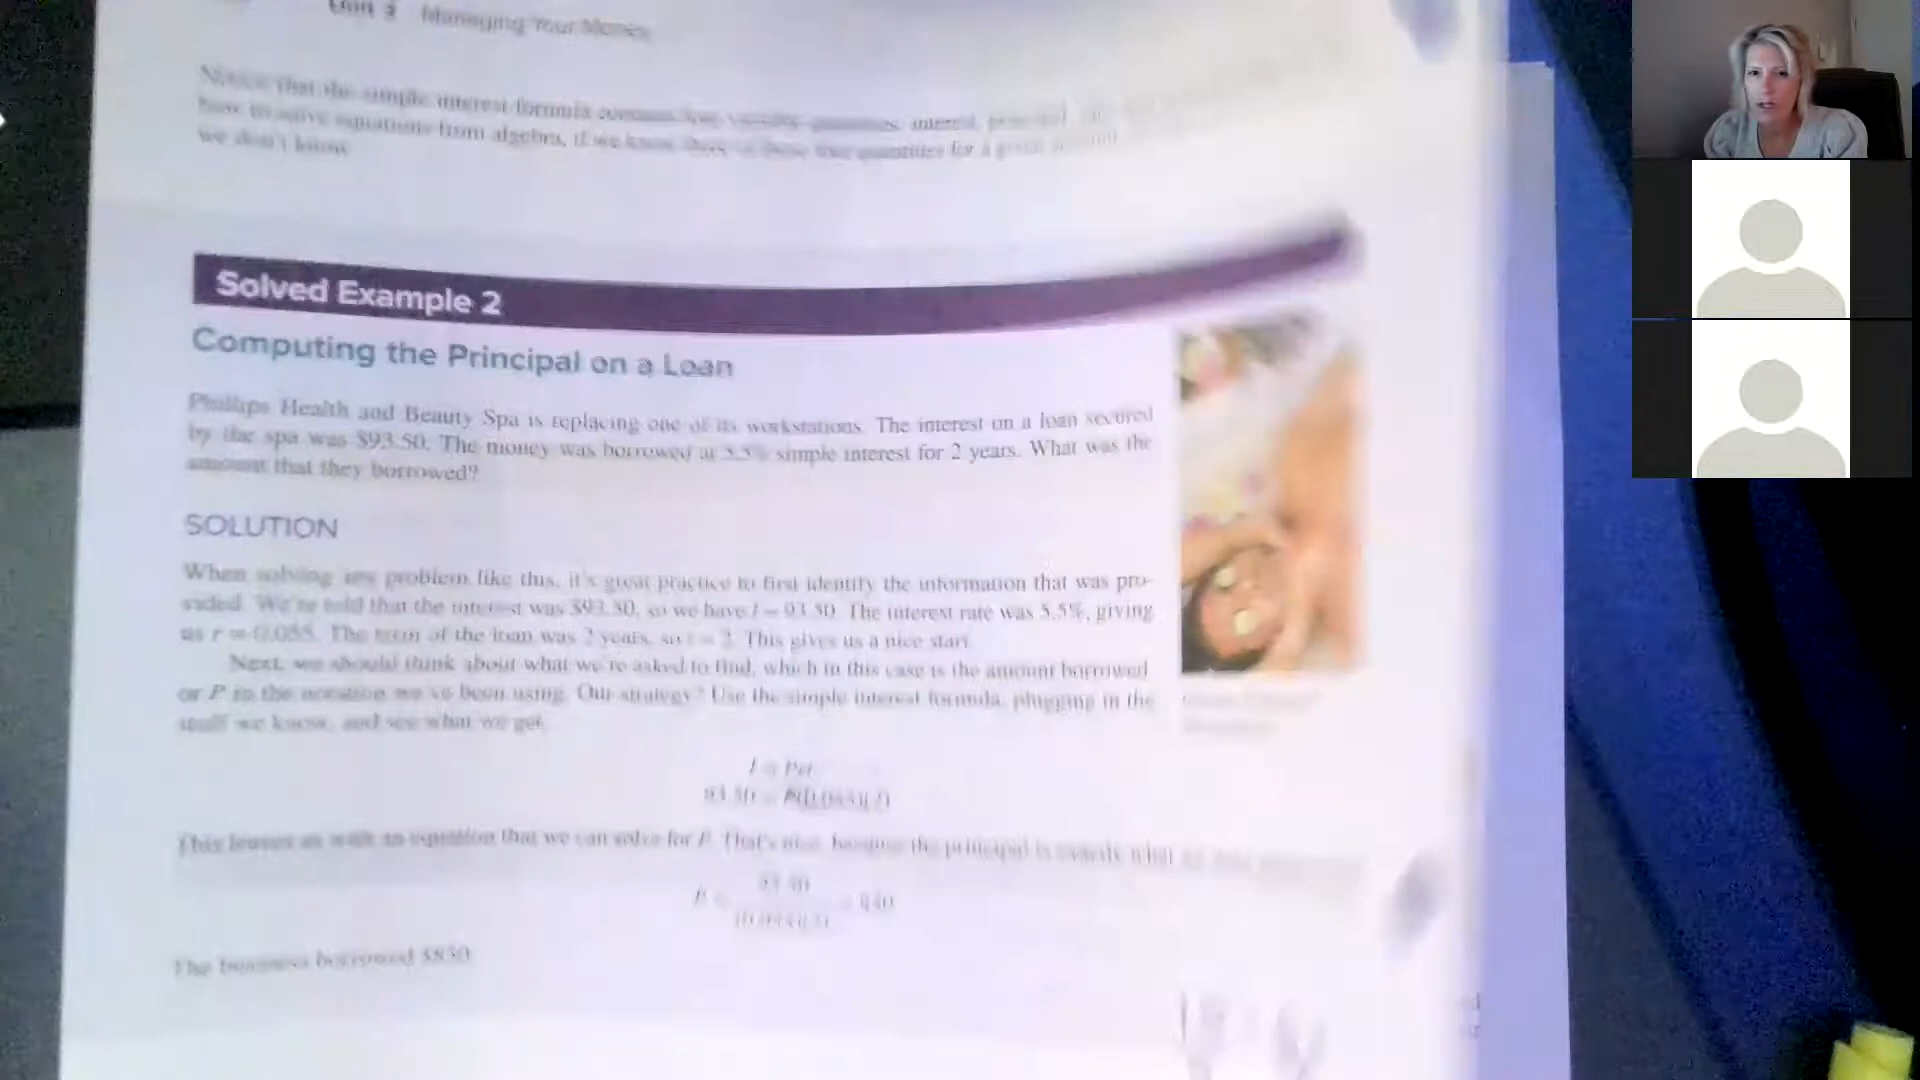 Unit 3 Managing Your Money
Notice that the simple interest formula contains four variable quantities: interest, principal,
how to solve equations from algebra, if we know three of these four quantities for a given
we don't know.
Solved Example 2
Computing the Principal on a Loan
Phillips Health and Beauty Spa is replacing one of its workstations. The interest on a loan secured
by the spa was $93.50. The money was borrowed at 5.5% simple interest for 2 years. What was the
amount that they borrowed?
SOLUTION
When solving any problem like this, it's great practice to first identify the information that was pro-
vided. We're told that the interest was $93.50, so we have I = 93.50. The interest rate was 5.5%, giving
us r = 0.055. The term of the loan was 2 years, so t = 2. This gives us a nice start.
Next, we should think about what we're asked to find, which in this case is the amount borrowed
or P in the notation we've been using. Our strategy? Use the simple interest formula, plugging in the
stuff we know, and see what we get.
I = Prt
93.50 = P(0.055)(2)
This leaves us with an equation that we can solve for P. That's nice, because the principal is exactly what
The business borrowed